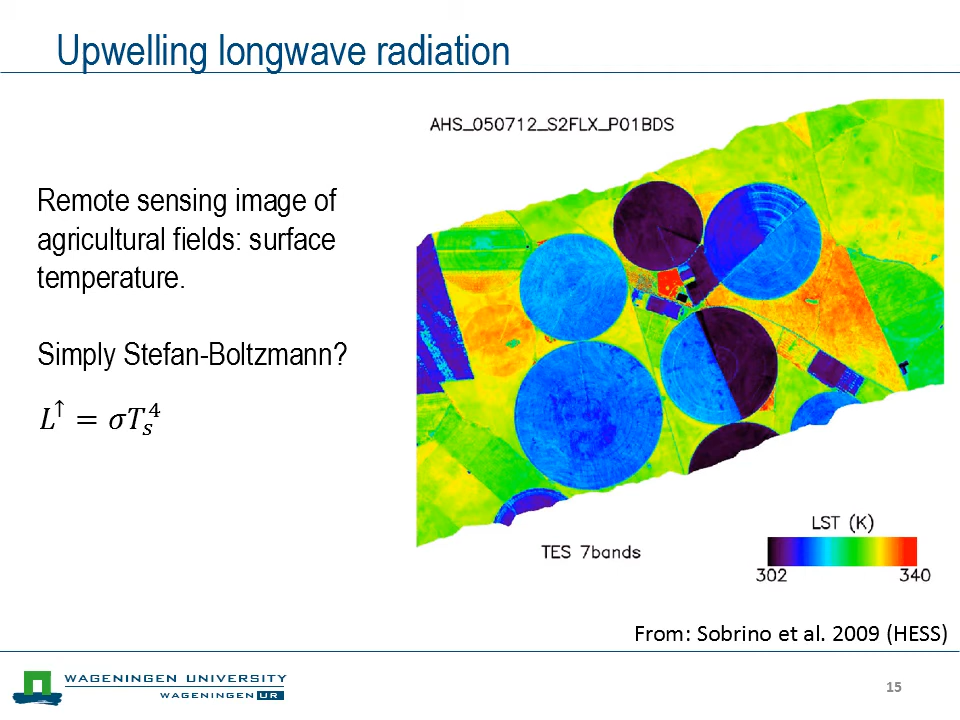 Upwelling longwave radiation
AHS_050712_S2FLX_P01BDS
Remote sensing image of
agricultural fields: surface
temperature.
Simply Stefan-Boltzmann?
𝐿↑ = 𝜎𝑇ₛ⁴
LST (K)
TES 7bands
302 340
From: Sobrino et al. 2009 (HESS)
WAGENINGEN UNIVERSITY
WAGENINGEN UR
15